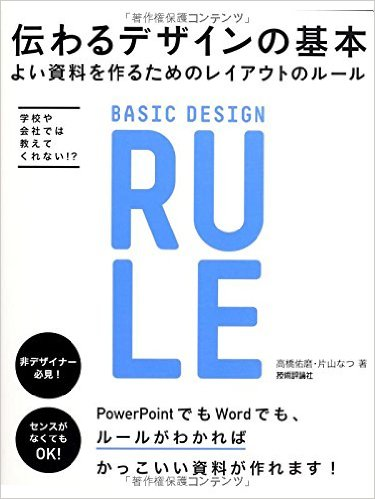 「著作権保護コンテンツ」
伝わるデザインの基本
よい資料を作るためのレイアウトのルール
学校や
会社では
教えて
くれない!?
BASIC DESIGN
RU
LE
高橋佑磨・片山なつ 著
技術評論社
非デザイナー
必見！
センスが
なくても
OK!
PowerPointでもWordでも、
ルールがわかれば
かっこいい資料が作れます！
「著作権保護コンテンツ」